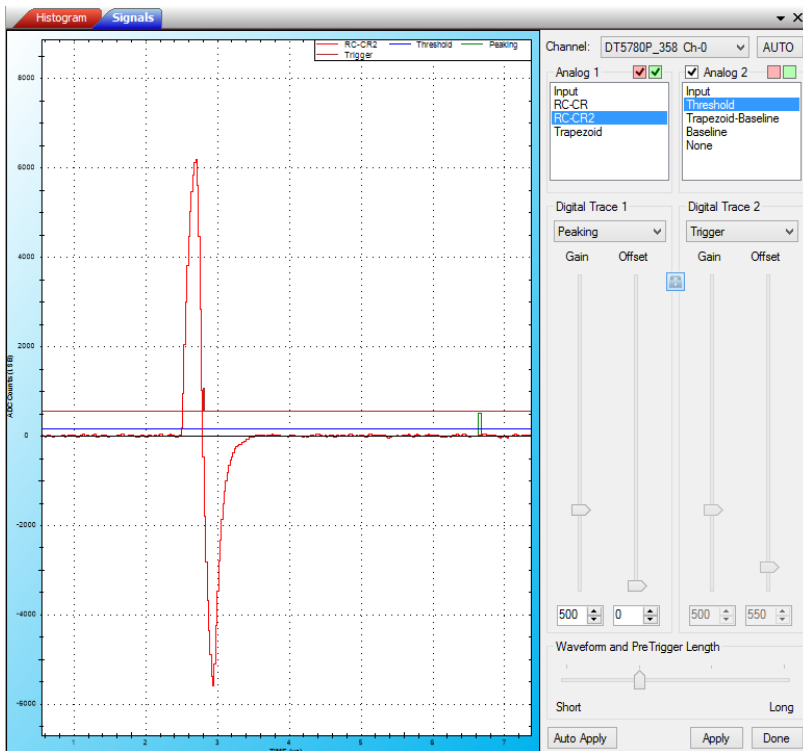 Histogram Signals
RC-CR2 Threshold Peaking
Trigger
8000
6000
4000
2000
0
-2000
-4000
-6000
ADC Counts (LSB)
1 2 3 4 5 6 7
Channel: DT5780P_358 Ch-0 AUTO
Analog 1
Input
RC-CR
RC-CR2
Trapezoid
Analog 2
Input
Threshold
Trapezoid-Baseline
Baseline
None
Digital Trace 1
Peaking
Gain Offset
500 0
Digital Trace 2
Trigger
Gain Offset
500 550
Waveform and PreTrigger Length
Short Long
Auto Apply Apply Done